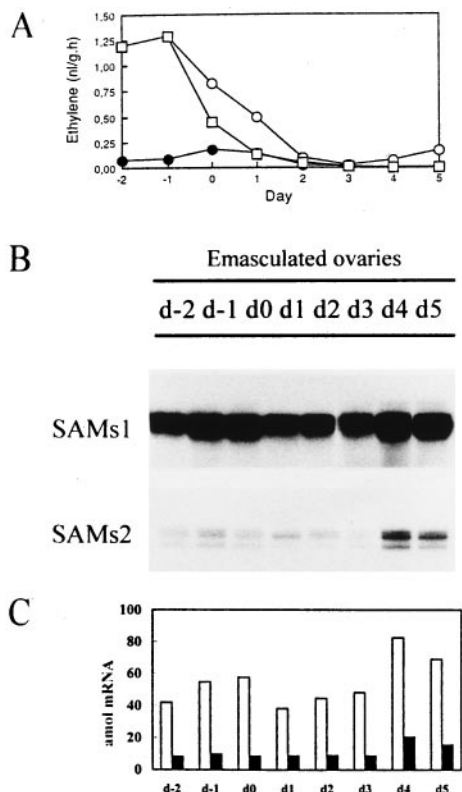 A
Ethylene (nl/g.h)
1,50
1,25
1,00
0,75
0,50
0,25
0,00
-2 -1 0 1 2 3 4 5
Day
B
Emasculated ovaries
d-2 d-1 d0 d1 d2 d3 d4 d5
SAMs1
SAMs2
C
amol mRNA
100
80
60
40
20
0
d-2 d-1 d0 d1 d2 d3 d4 d5